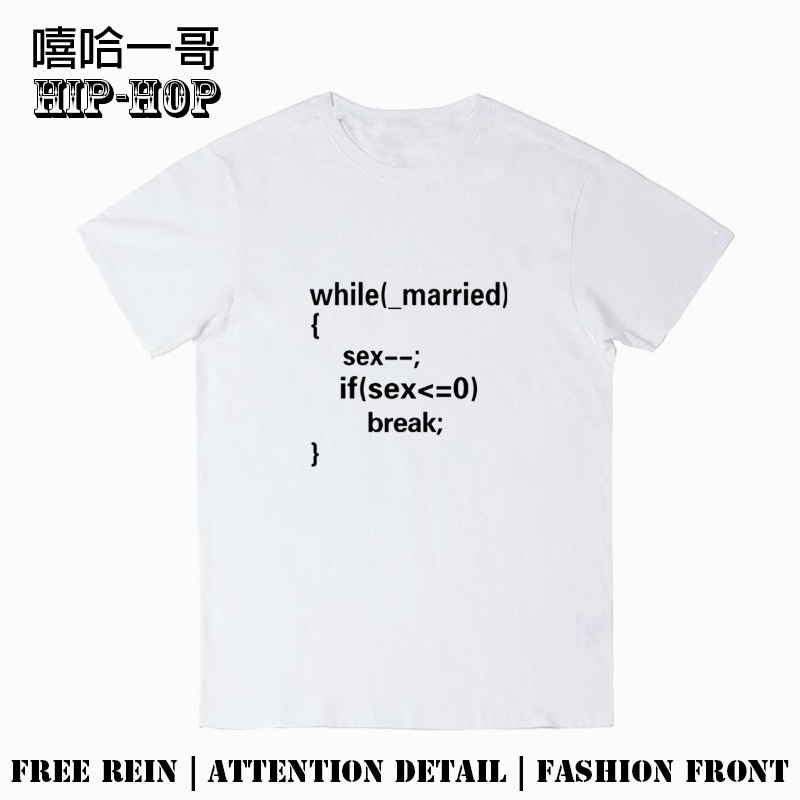 嘻哈一哥
HIP-HOP
while(_married)
{
sex--;
if(sex<=0)
break;
}
FREE REIN | ATTENTION DETAIL | FASHION FRONT